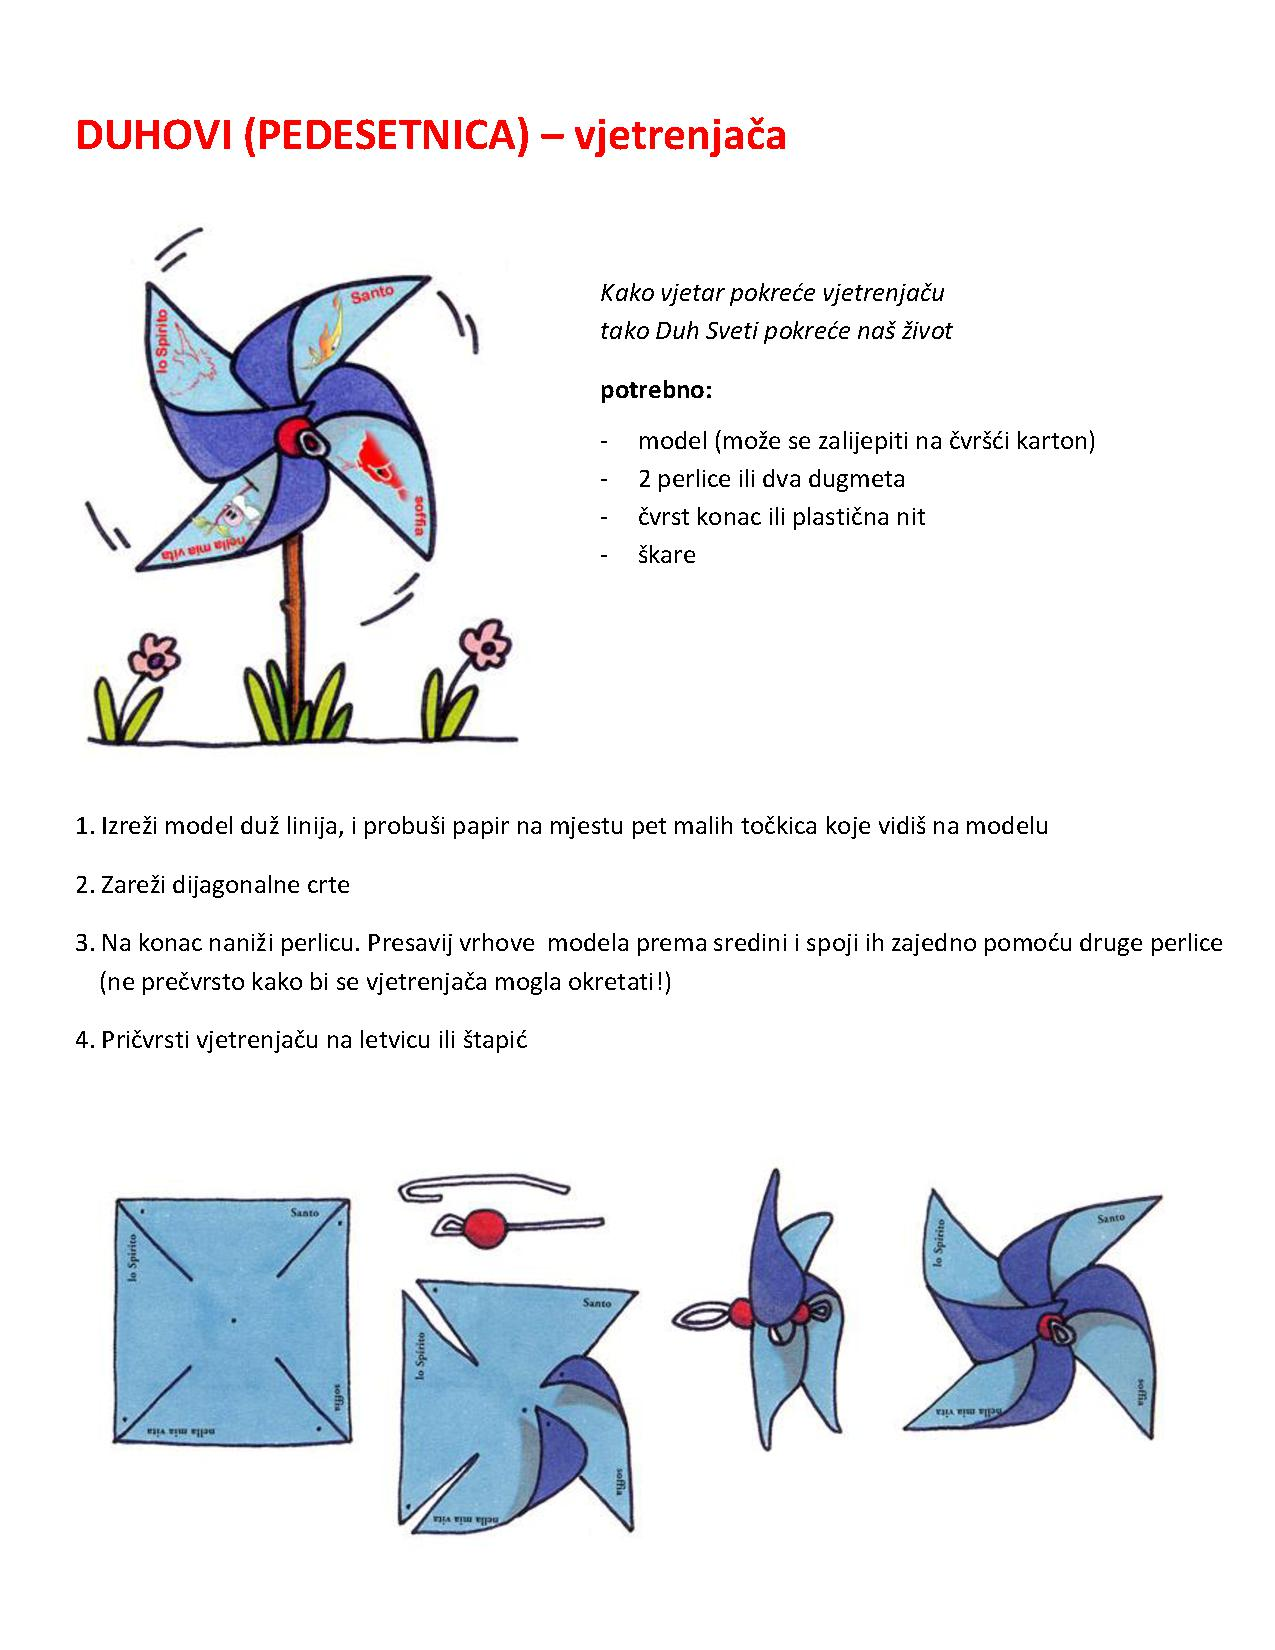 DUHOVI (PEDESETNICA) – vjetrenjača
lo Spirito
Santo
soffia
nella mia vita
Kako vjetar pokreće vjetrenjaču
tako Duh Sveti pokreće naš život
potrebno:
- model (može se zalijepiti na čvršći karton)
- 2 perlice ili dva dugmeta
- čvrst konac ili plastična nit
- škare
1. Izreži model duž linija, i probuši papir na mjestu pet malih točkica koje vidiš na modelu
2. Zareži dijagonalne crte
3. Na konac naniži perlicu. Presavij vrhove modela prema sredini i spoji ih zajedno pomoću druge perlice
(ne prečvrsto kako bi se vjetrenjača mogla okretati!)
4. Pričvrsti vjetrenjaču na letvicu ili štapić
lo Spirito
Santo
soffia
nella mia vita
lo Spirito
Santo
soffia
nella mia vita
lo Spirito
Santo
soffia
nella mia vita